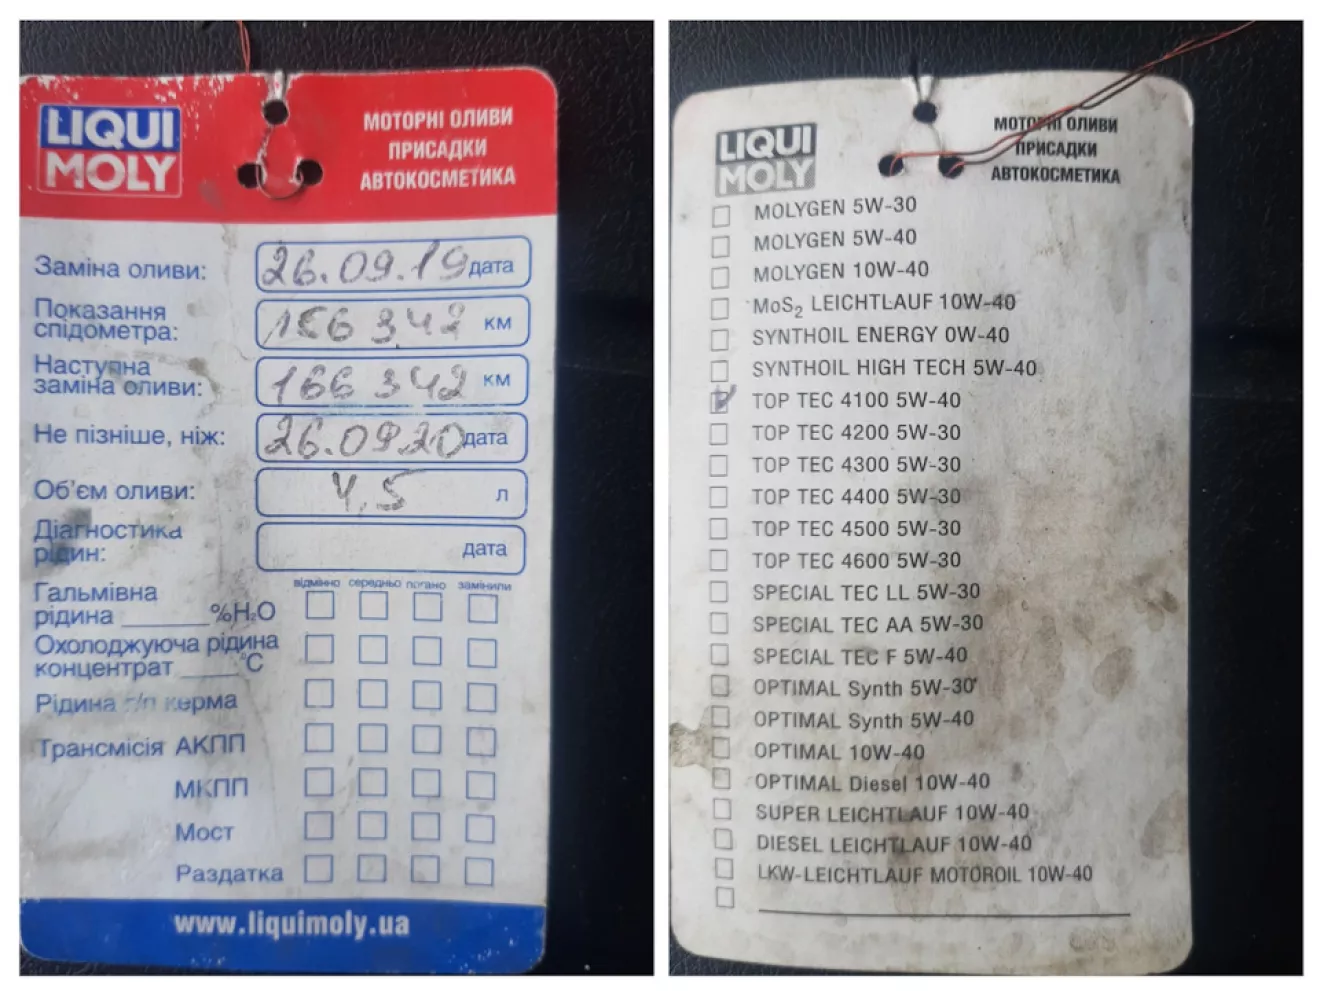 LIQUI
MOLY
МОТОРНІ ОЛИВИ
ПРИСАДКИ
АВТОКОСМЕТИКА
Заміна оливи: 26.09.19 дата
Показання
спідометра: 156 342 км
Наступна
заміна оливи: 166 342 км
Не пізніше, ніж: 26.09.20 дата
Об'єм оливи: 4,5 л
Діагностика
рідин: дата
відмінно середньо погано замінили
Гальмівна
рідина ______%H₂O
Охолоджуюча рідина
концентрат ____°C
Рідина г/п керма
Трансмісія АКПП
МКПП
Мост
Раздатка
www.liquimoly.ua
LIQUI
MOLY
МОТОРНІ ОЛИВИ
ПРИСАДКИ
АВТОКОСМЕТИКА
MOLYGEN 5W-30
MOLYGEN 5W-40
MOLYGEN 10W-40
MoS₂ LEICHTLAUF 10W-40
SYNTHOIL ENERGY 0W-40
SYNTHOIL HIGH TECH 5W-40
TOP TEC 4100 5W-40
TOP TEC 4200 5W-30
TOP TEC 4300 5W-30
TOP TEC 4400 5W-30
TOP TEC 4500 5W-30
TOP TEC 4600 5W-30
SPECIAL TEC LL 5W-30
SPECIAL TEC AA 5W-30
SPECIAL TEC F 5W-40
OPTIMAL Synth 5W-30
OPTIMAL Synth 5W-40
OPTIMAL 10W-40
OPTIMAL Diesel 10W-40
SUPER LEICHTLAUF 10W-40
DIESEL LEICHTLAUF 10W-40
LKW-LEICHTLAUF MOTOROIL 10W-40